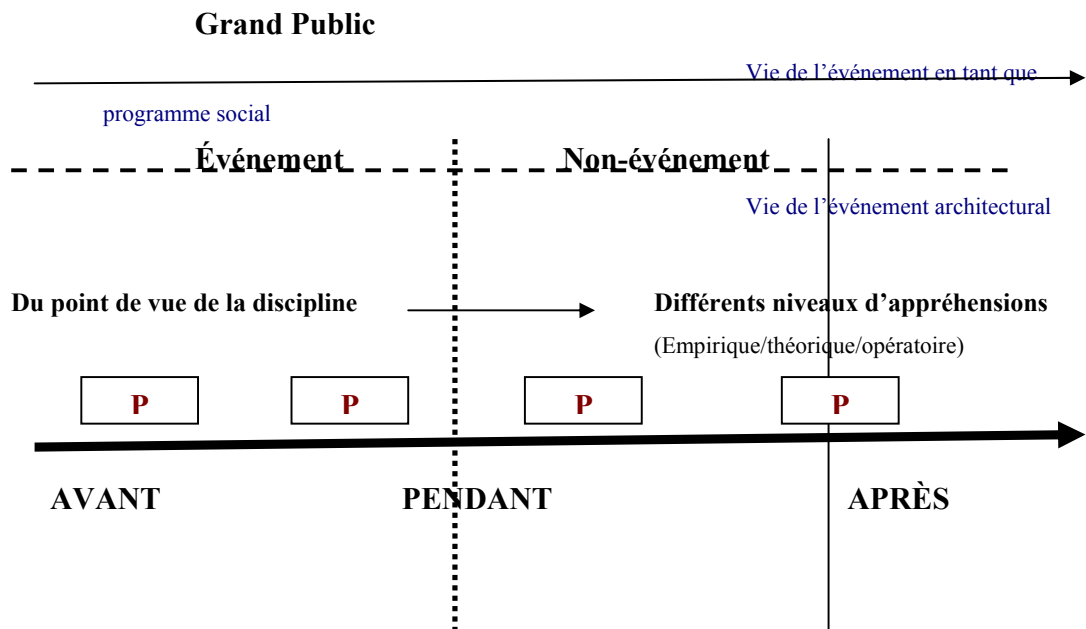 Grand Public
Vie de l’événement en tant que
programme social
Événement Non-événement
Vie de l’événement architectural
Du point de vue de la discipline Différents niveaux d’appréhensions
(Empirique/théorique/opératoire)
P P P P
AVANT PENDANT APRÈS